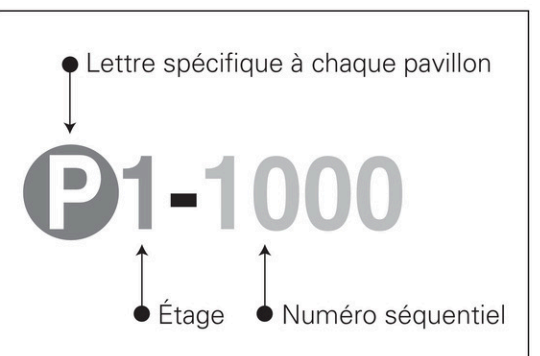 Lettre spécifique à chaque pavillon
P1-1000
Étage
Numéro séquentiel